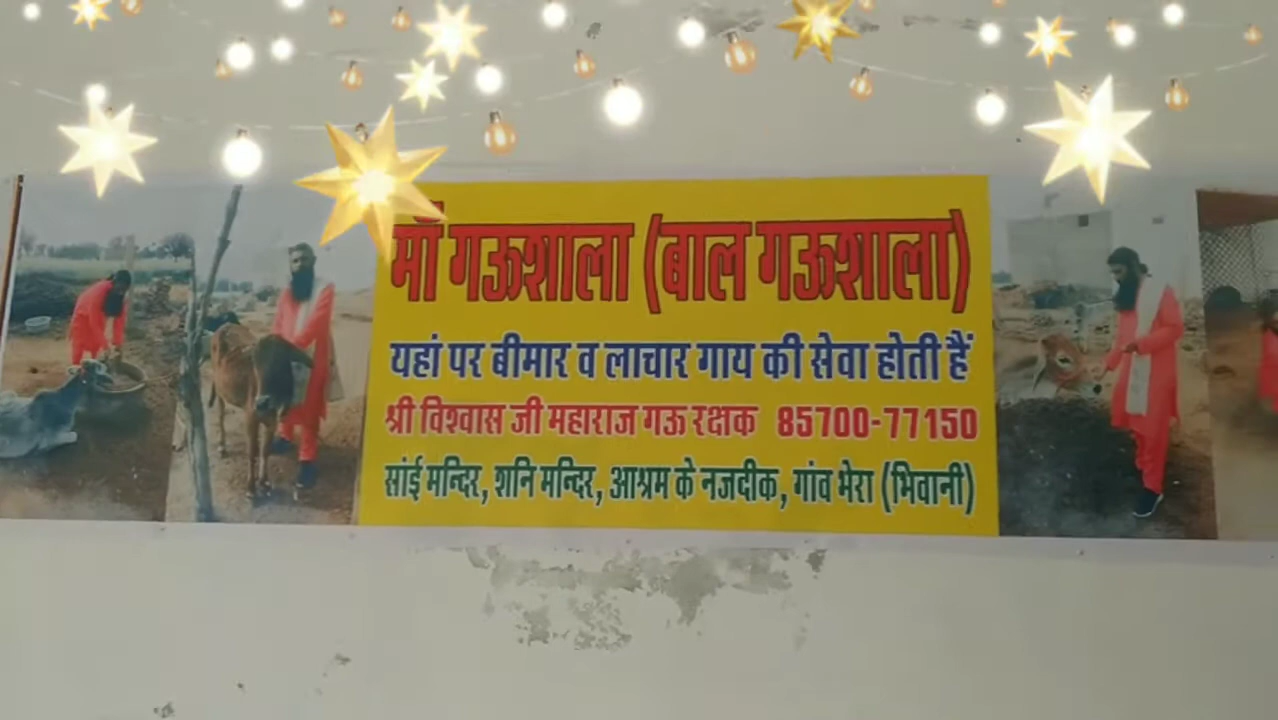 माँ गऊशाला (बाल गऊशाला)
यहां पर बीमार व लाचार गाय की सेवा होती हैं
श्री विश्वास जी महाराज गऊ रक्षक 85700-77150
सांई मन्दिर, शनि मन्दिर, आश्रम के नजदीक, गांव भेरा (भिवानी)